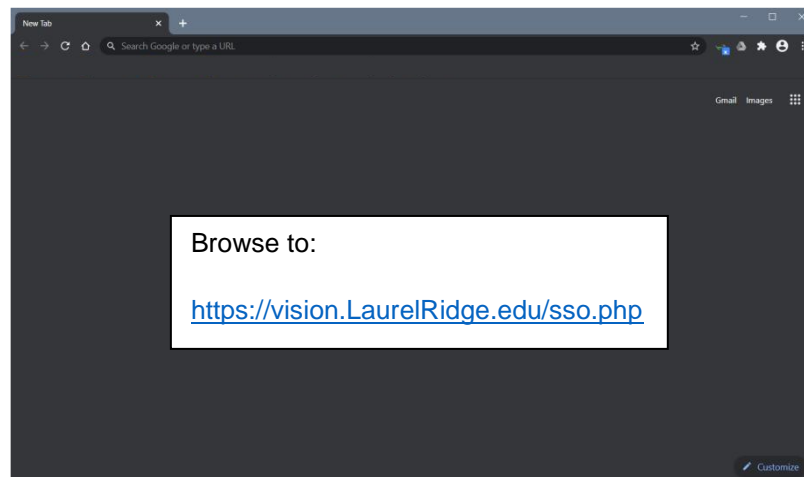 New Tab
Search Google or type a URL
Gmail Images
Browse to:
https://vision.LaurelRidge.edu/sso.php
Customize